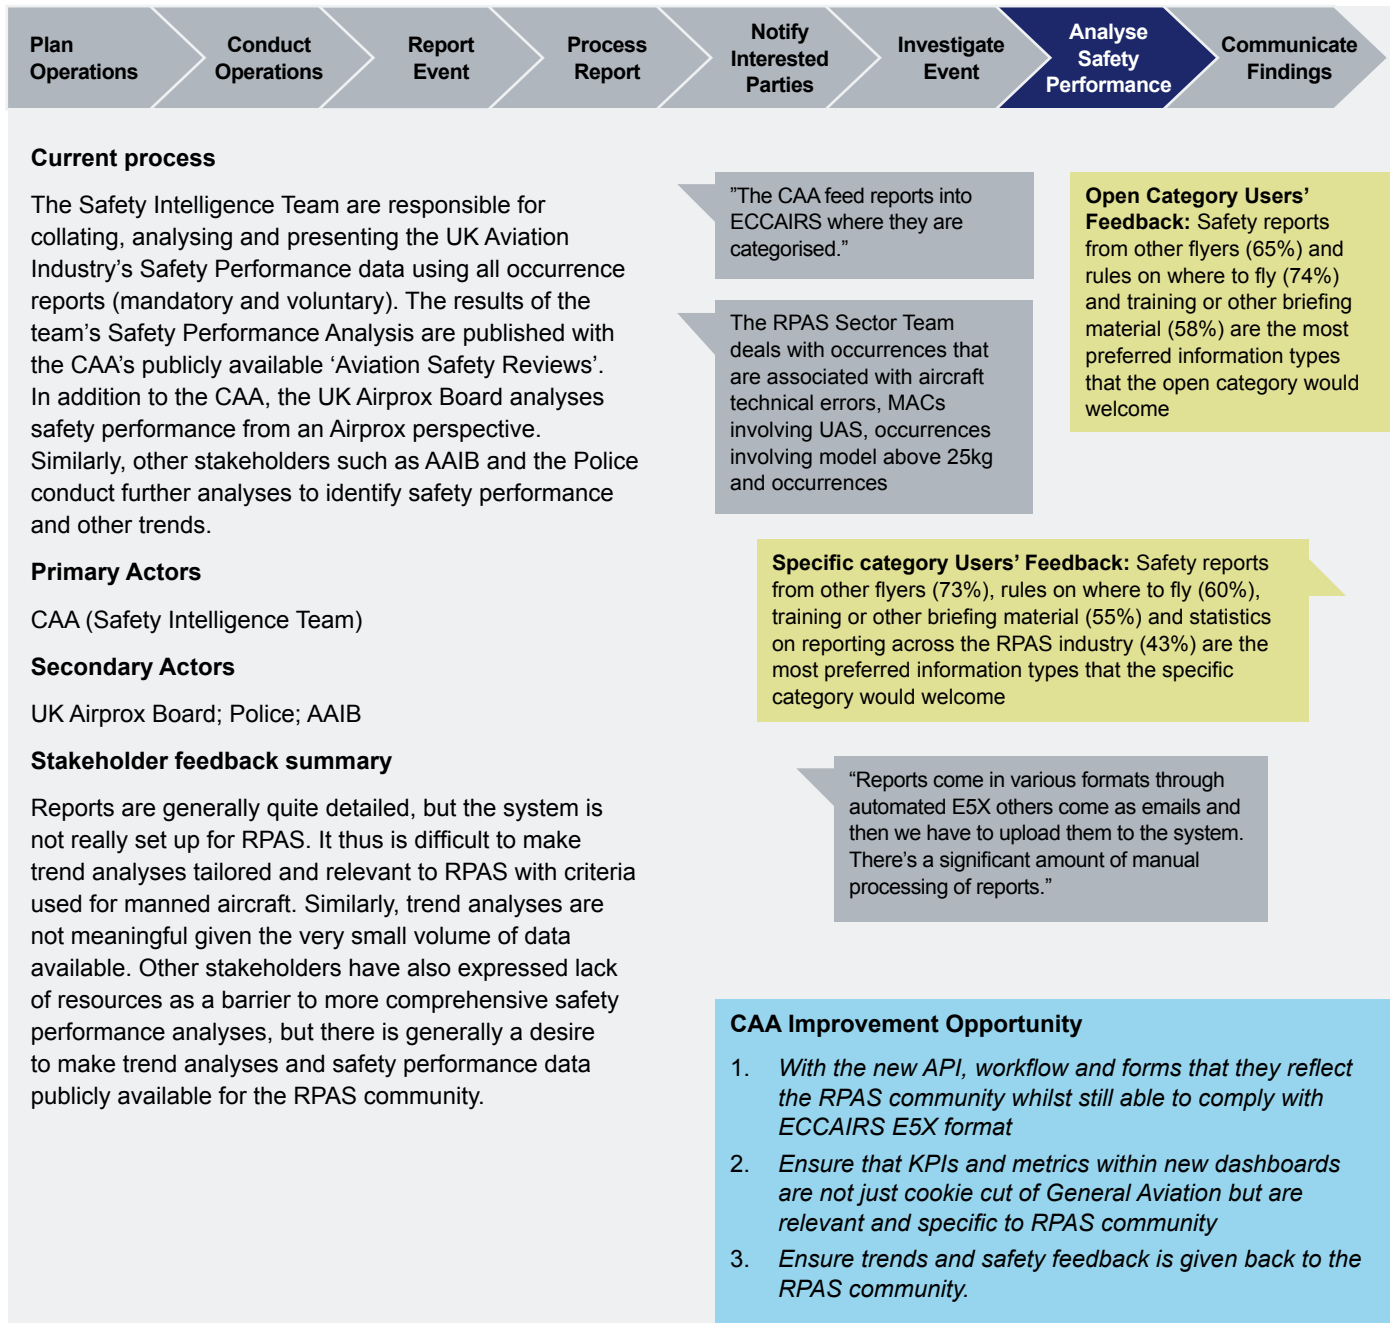 Plan
Operations
Conduct
Operations
Report
Event
Process
Report
Notify
Interested
Parties
Investigate
Event
Analyse
Safety
Performance
Communicate
Findings
Current process
The Safety Intelligence Team are responsible for
collating, analysing and presenting the UK Aviation
Industry’s Safety Performance data using all occurrence
reports (mandatory and voluntary). The results of the
team’s Safety Performance Analysis are published with
the CAA’s publicly available ‘Aviation Safety Reviews’.
In addition to the CAA, the UK Airprox Board analyses
safety performance from an Airprox perspective.
Similarly, other stakeholders such as AAIB and the Police
conduct further analyses to identify safety performance
and other trends.
Primary Actors
CAA (Safety Intelligence Team)
Secondary Actors
UK Airprox Board; Police; AAIB
Stakeholder feedback summary
Reports are generally quite detailed, but the system is
not really set up for RPAS. It thus is difficult to make
trend analyses tailored and relevant to RPAS with criteria
used for manned aircraft. Similarly, trend analyses are
not meaningful given the very small volume of data
available. Other stakeholders have also expressed lack
of resources as a barrier to more comprehensive safety
performance analyses, but there is generally a desire
to make trend analyses and safety performance data
publicly available for the RPAS community.
”The CAA feed reports into
ECCAIRS where they are
categorised.”
The RPAS Sector Team
deals with occurrences that
are associated with aircraft
technical errors, MACs
involving UAS, occurrences
involving model above 25kg
and occurrences
Open Category Users’
Feedback: Safety reports
from other flyers (65%) and
rules on where to fly (74%)
and training or other briefing
material (58%) are the most
preferred information types
that the open category would
welcome
Specific category Users’ Feedback: Safety reports
from other flyers (73%), rules on where to fly (60%),
training or other briefing material (55%) and statistics
on reporting across the RPAS industry (43%) are the
most preferred information types that the specific
category would welcome
“Reports come in various formats through
automated E5X others come as emails and
then we have to upload them to the system.
There’s a significant amount of manual
processing of reports.”
CAA Improvement Opportunity
1. With the new API, workflow and forms that they reflect
the RPAS community whilst still able to comply with
ECCAIRS E5X format
2. Ensure that KPIs and metrics within new dashboards
are not just cookie cut of General Aviation but are
relevant and specific to RPAS community
3. Ensure trends and safety feedback is given back to the
RPAS community.